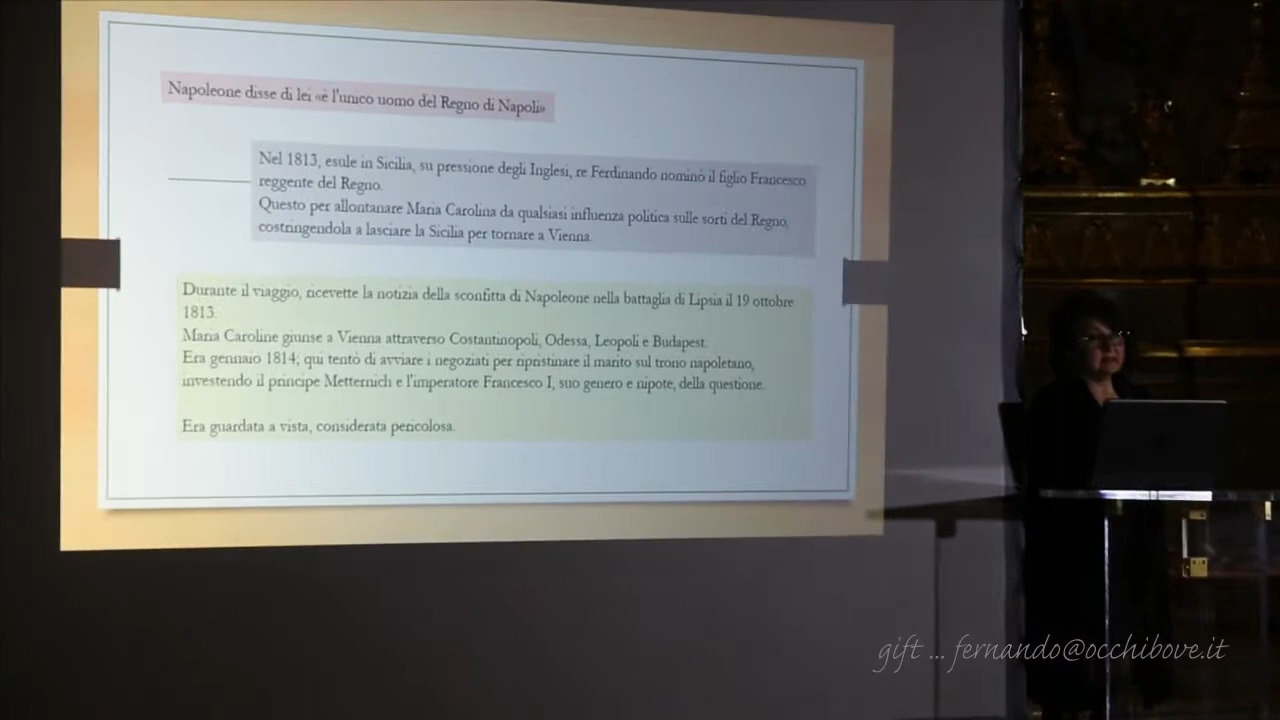 Napoleone disse di lei «è l'unico uomo del Regno di Napoli»
Nel 1813, esule in Sicilia, su pressione degli Inglesi, re Ferdinando nominò il figlio Francesco
reggente del Regno.
Questo per allontanare Maria Carolina da qualsiasi influenza politica sulle sorti del Regno,
costringendola a lasciare la Sicilia per tornare a Vienna.
Durante il viaggio, ricevette la notizia della sconfitta di Napoleone nella battaglia di Lipsia il 19 ottobre
1813.
Maria Caroline giunse a Vienna attraverso Costantinopoli, Odessa, Leopoli e Budapest.
Era gennaio 1814; qui tentò di avviare i negoziati per ripristinare il marito sul trono napoletano,
investendo il principe Metternich e l'imperatore Francesco I, suo genero e nipote, della questione.
Era guardata a vista, considerata pericolosa.
gift ... fernando@occhibove.it